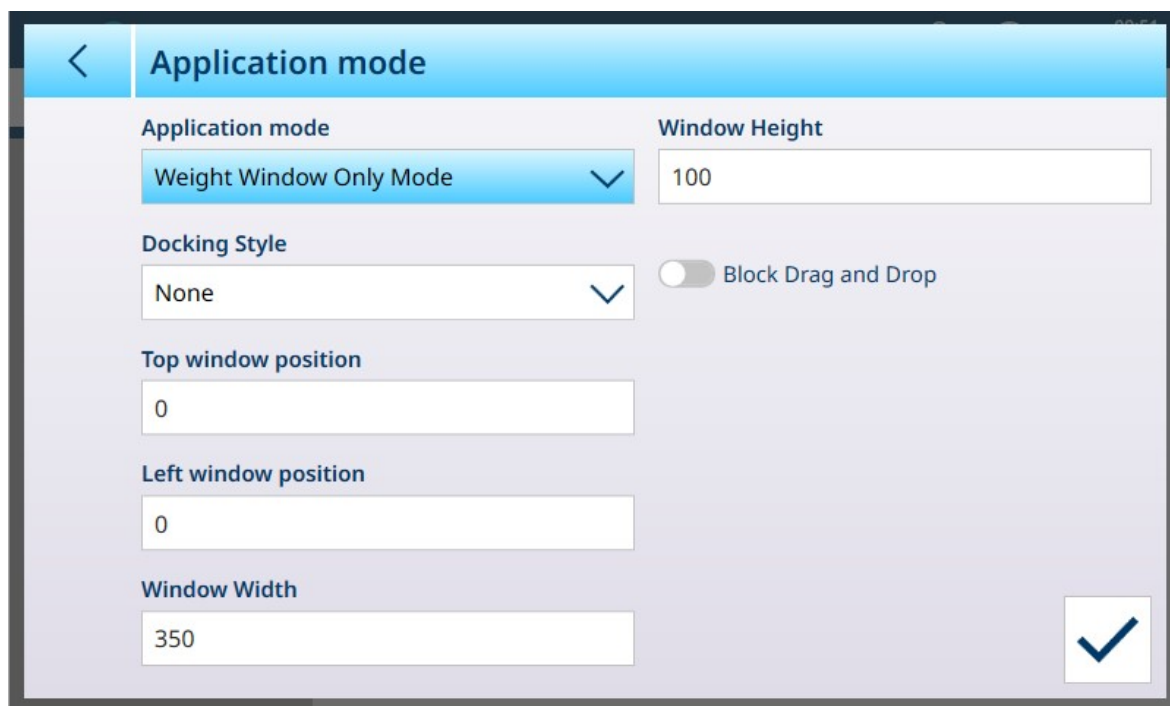 Application mode
Application mode
Weight Window Only Mode
Docking Style
None
Top window position
0
Left window position
0
Window Width
350
Window Height
100
Block Drag and Drop